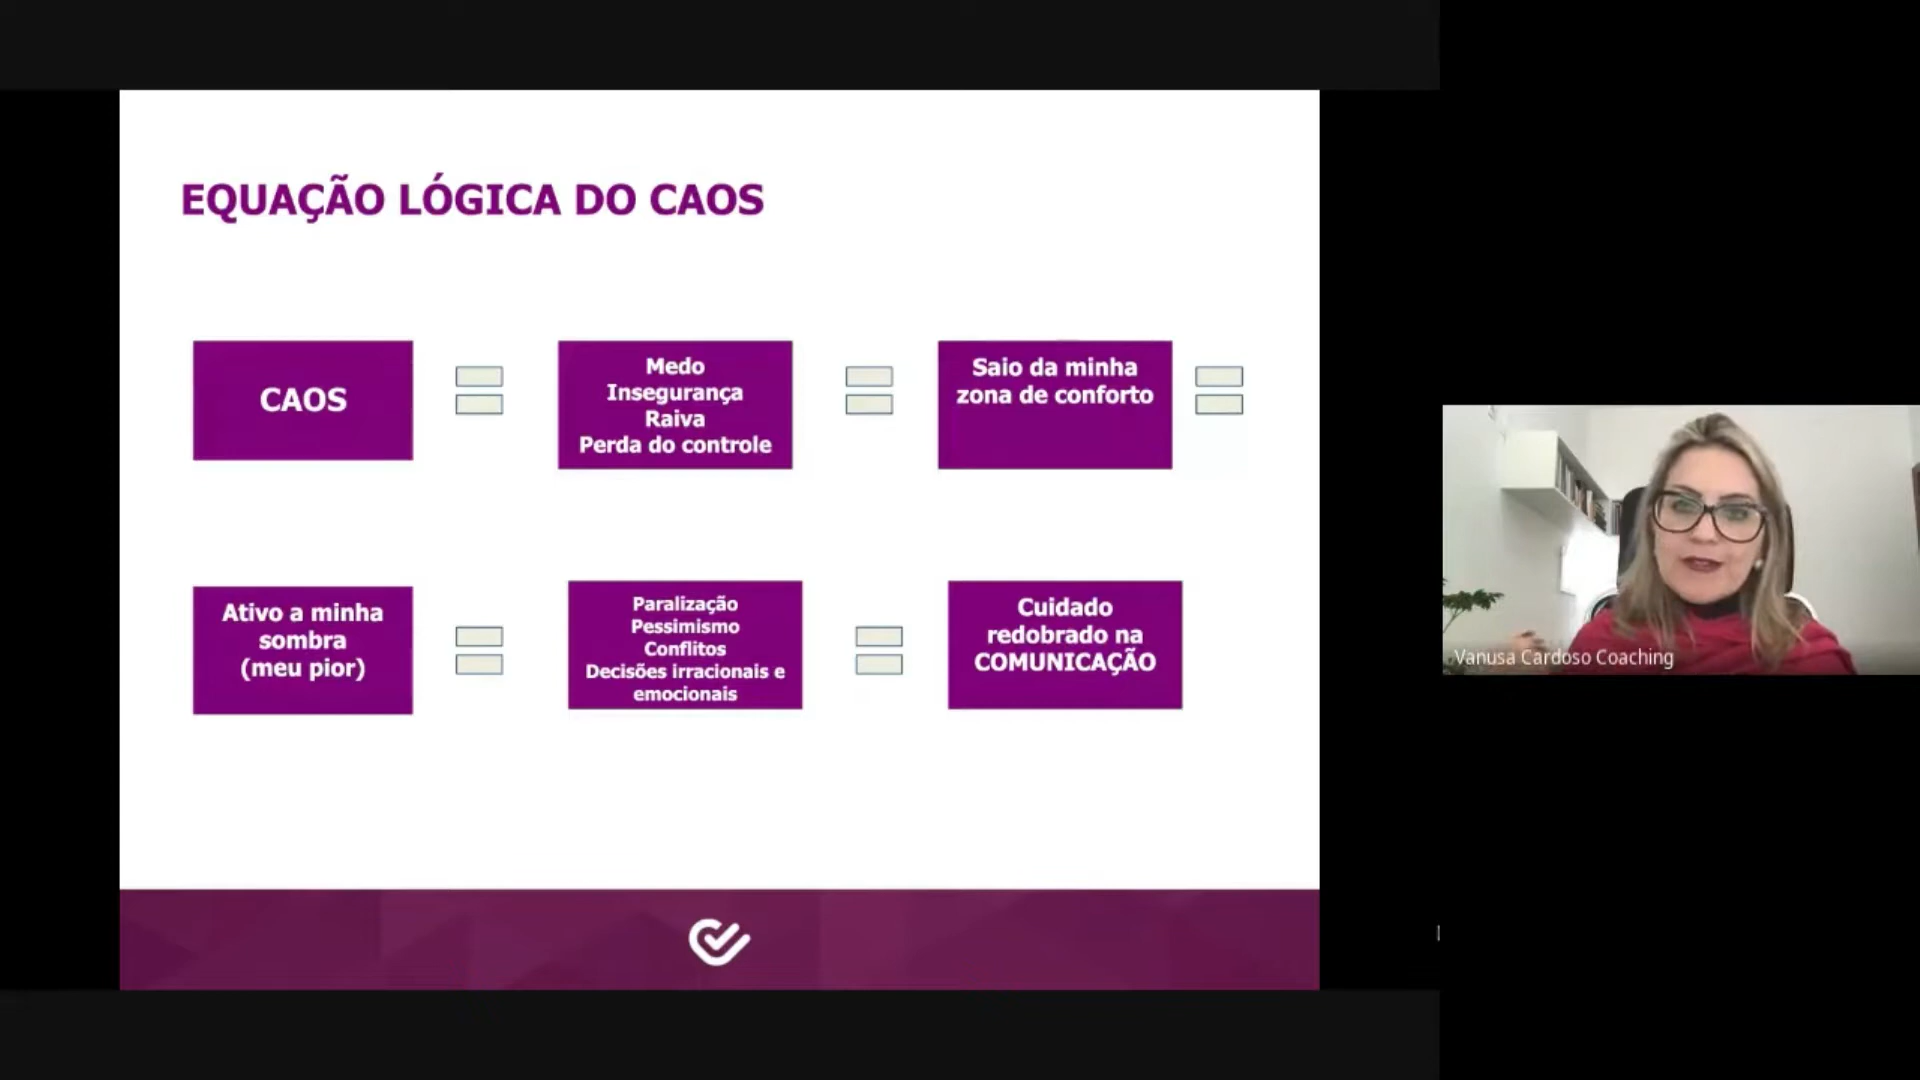 EQUAÇÃO LÓGICA DO CAOS
CAOS
Medo
Insegurança
Raiva
Perda do controle
Saio da minha
zona de conforto
Ativo a minha
sombra
(meu pior)
Paralização
Pessimismo
Conflitos
Decisões irracionais e
emocionais
Cuidado
redobrado na
COMUNICAÇÃO
Vanusa Cardoso Coaching